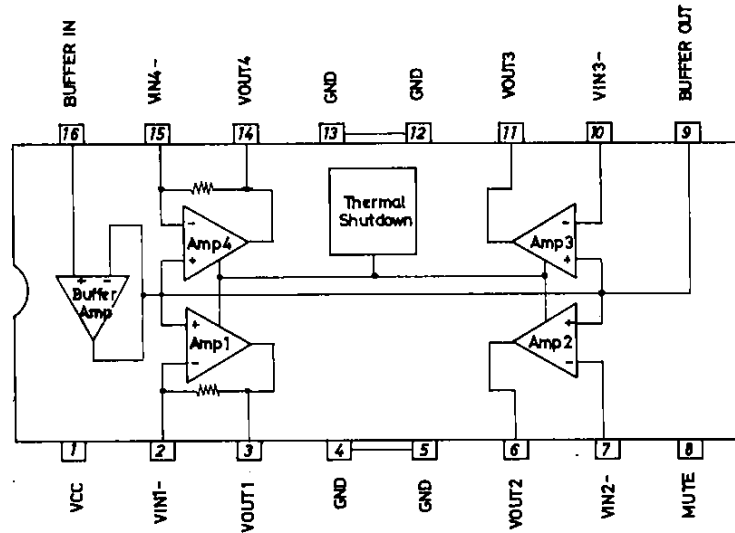 BUFFER IN
VIN4-
VOUT4
GND
GND
VOUT3
VIN3-
BUFFER OUT
16
15
14
13
12
11
10
9
Thermal
Shutdown
-
+
Amp4
-
+
Amp3
+ -
Buffer
Amp
+
-
Amp1
+
-
Amp2
1
2
3
4
5
6
7
8
VCC
VIN1-
VOUT1
GND
GND
VOUT2
VIN2-
MUTE